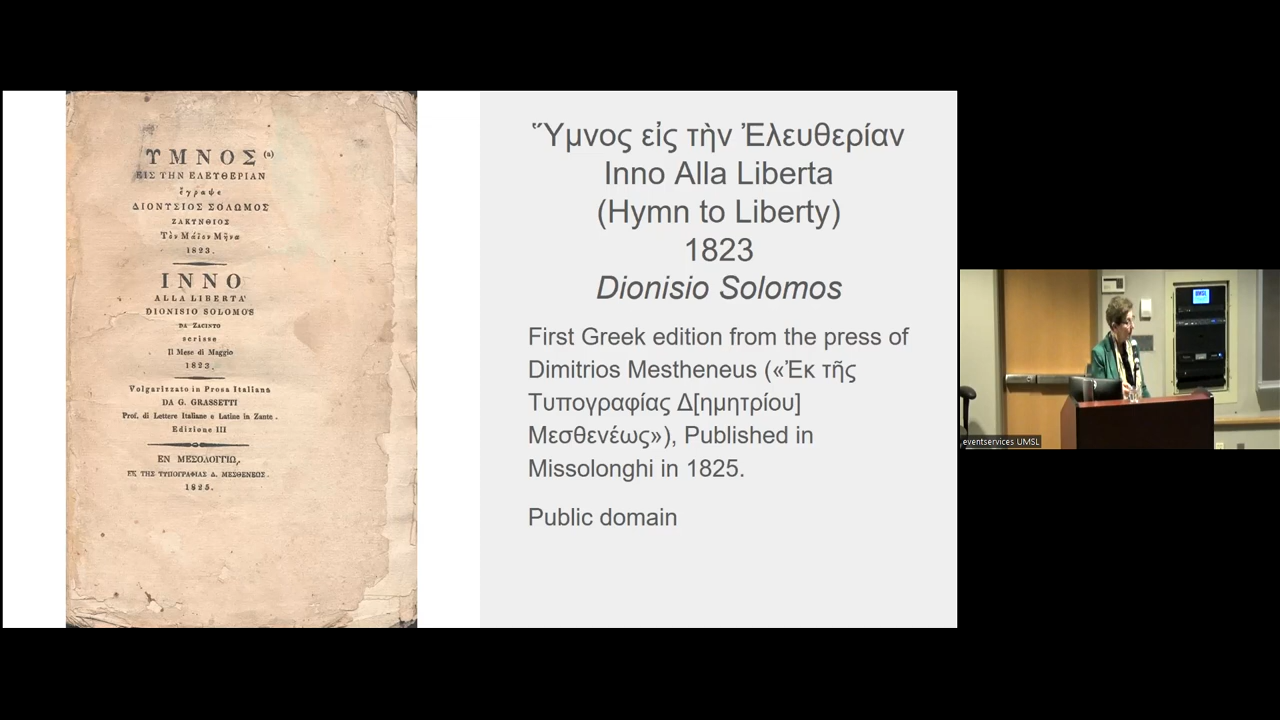 ΥΜΝΟΣ (a)
ΕΙΣ ΤΗΝ ΕΛΕΥΘΕΡΙΑΝ
ἔγραψε
ΔΙΟΝΥΣΙΟΣ ΣΟΛΩΜΟΣ
ΖΑΚΥΝΘΙΟΣ
Τὸν Μάϊον Μῆνα
1823.
INNO
ALLA LIBERTA'
DIONISIO SOLOMOS
DA ZACINTO
scrisse
Il Mese di Maggio
1823.
Volgarizzato in Prosa Italiana
DA G. GRASSETTI
Prof. di Lettere Italiane e Latine in Zante.
Edizione III
ΕΝ ΜΕΣΟΛΟΓΓΙΩ,
ΕΚ ΤΗΣ ΤΥΠΟΓΡΑΦΙΑΣ Δ. ΜΕΣΘΕΝΕΩΣ.
1825.
Ὕμνος εἰς τὴν Ἐλευθερίαν
Inno Alla Liberta
(Hymn to Liberty)
1823
Dionisio Solomos
First Greek edition from the press of
Dimitrios Mestheneus («Ἐκ τῆς
Τυπογραφίας Δ[ημητρίου]
Μεσθενέως»), Published in
Missolonghi in 1825.
Public domain
eventservices UMSL
UMSL